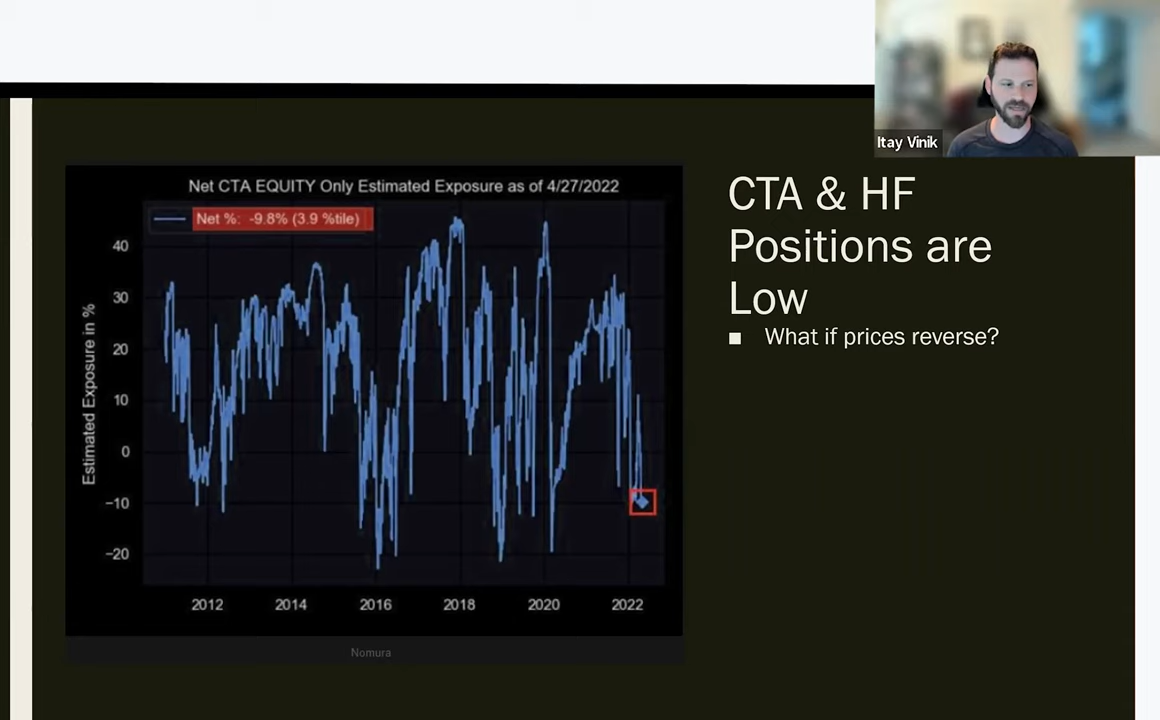 Itay Vinik
Net CTA EQUITY Only Estimated Exposure as of 4/27/2022
Net %: -9.8% (3.9 %tile)
Estimated Exposure in %
40
30
20
10
0
−10
−20
2012 2014 2016 2018 2020 2022
Nomura
CTA & HF
Positions are
Low
■ What if prices reverse?